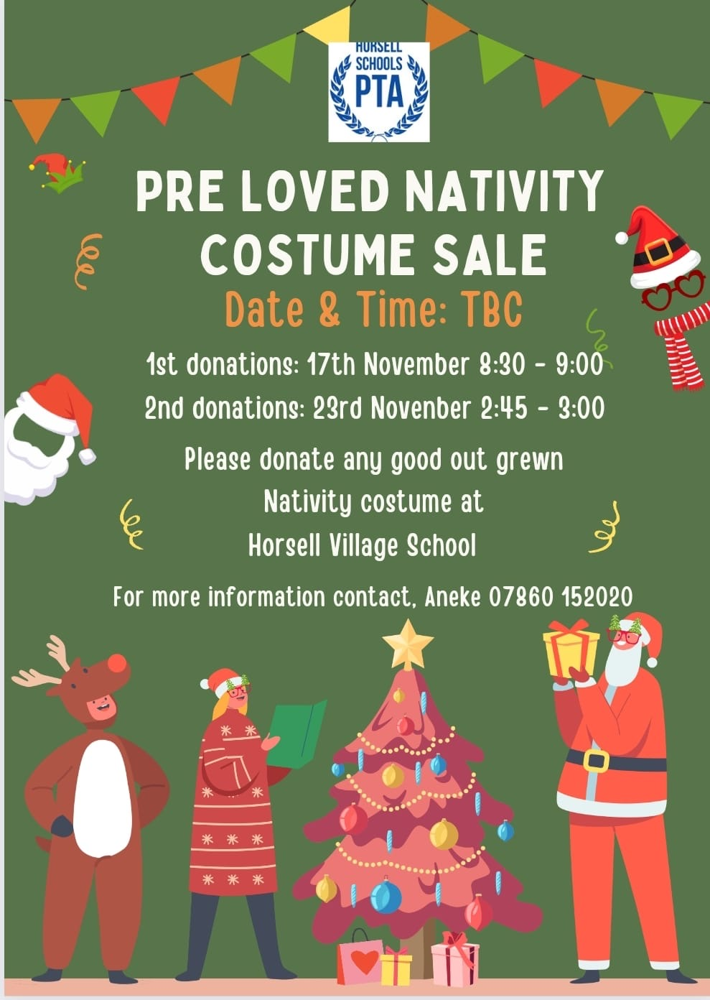 HORSELL
SCHOOLS
PTA
PRE LOVED NATIVITY
COSTUME SALE
Date & Time: TBC
1st donations: 17th November 8:30 - 9:00
2nd donations: 23rd Novenber 2:45 - 3:00
Please donate any good out grewn
Nativity costume at
Horsell Village School
For more information contact, Aneke 07860 152020